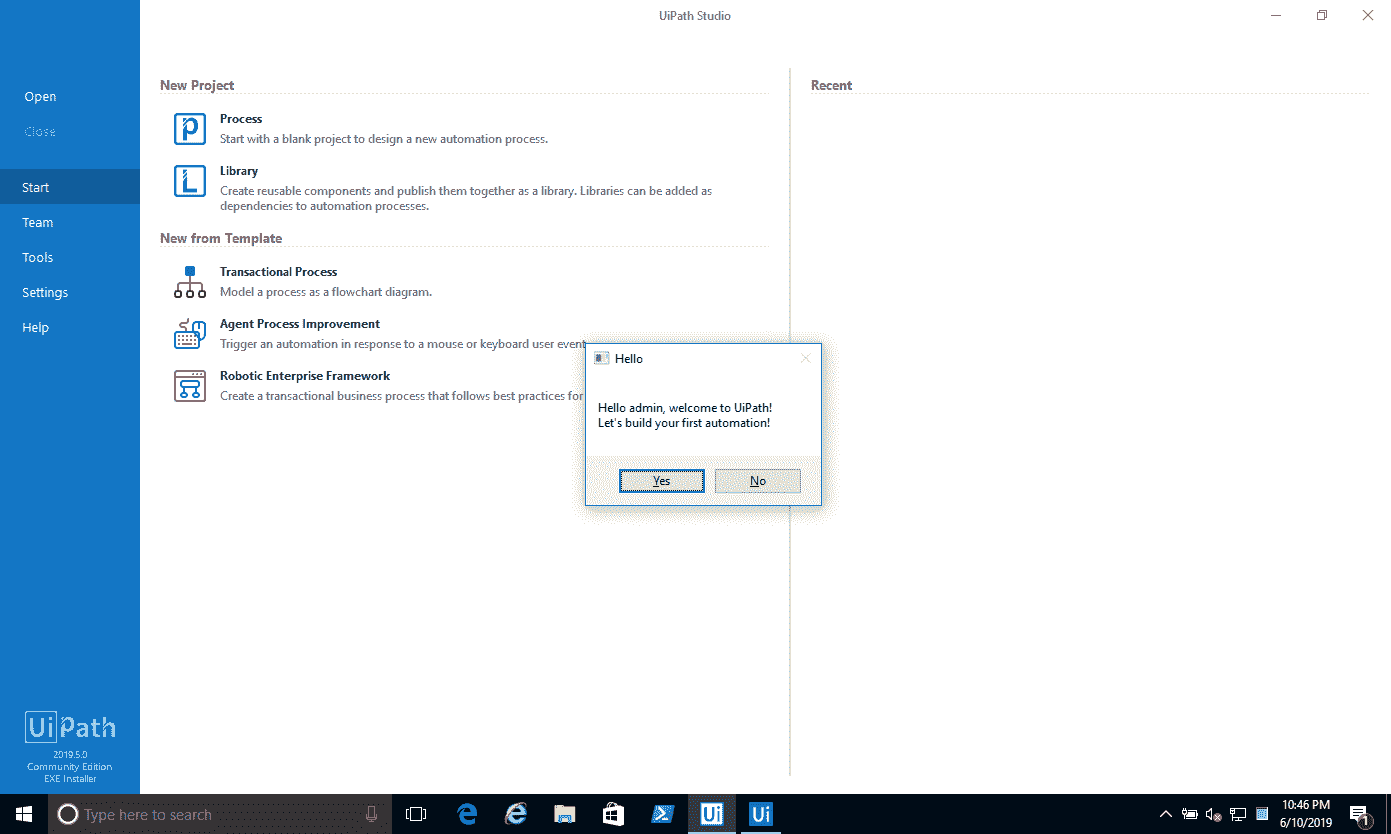 UiPath Studio
Open
Close
Start
Team
Tools
Settings
Help
New Project
Process
Start with a blank project to design a new automation process.
Library
Create reusable components and publish them together as a library. Libraries can be added as
dependencies to automation processes.
New from Template
Transactional Process
Model a process as a flowchart diagram.
Agent Process Improvement
Trigger an automation in response to a mouse or keyboard user event
Robotic Enterprise Framework
Create a transactional business process that follows best practices for
Recent
Hello
Hello admin, welcome to UiPath!
Let's build your first automation!
Yes
No
UiPath
2019.5.0
Community Edition
EXE Installer
Type here to search
Ui
Ui
10:46 PM
6/10/2019
1